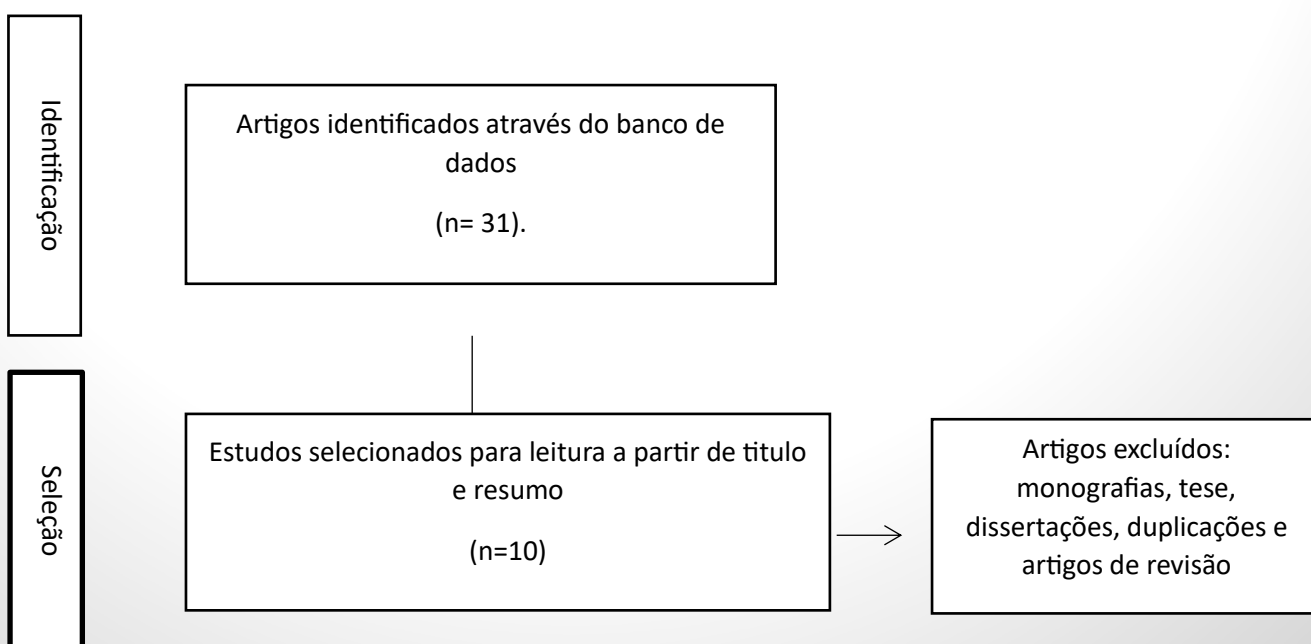 Identificação
Artigos identificados através do banco de
dados
(n= 31).
Seleção
Estudos selecionados para leitura a partir de titulo
e resumo
(n=10)
Artigos excluídos:
monografias, tese,
dissertações, duplicações e
artigos de revisão